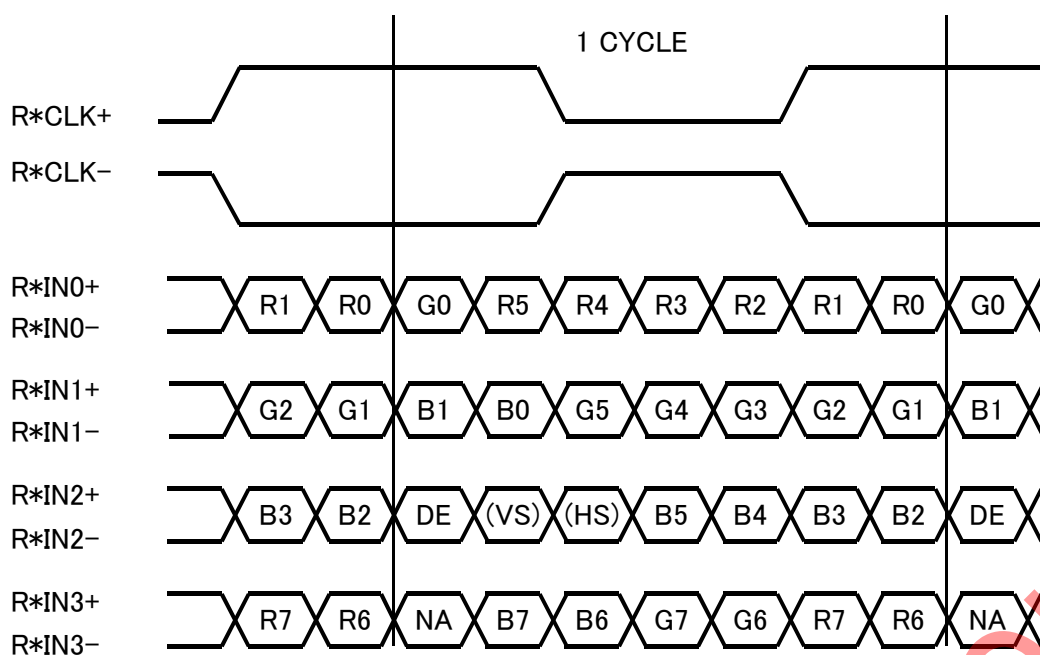 1 CYCLE
R*CLK+
R*CLK-
R*IN0+
R*IN0-
R1 R0 G0 R5 R4 R3 R2 R1 R0 G0
R*IN1+
R*IN1-
G2 G1 B1 B0 G5 G4 G3 G2 G1 B1
R*IN2+
R*IN2-
B3 B2 DE (VS) (HS) B5 B4 B3 B2 DE
R*IN3+
R*IN3-
R7 R6 NA B7 B6 G7 G6 R7 R6 NA